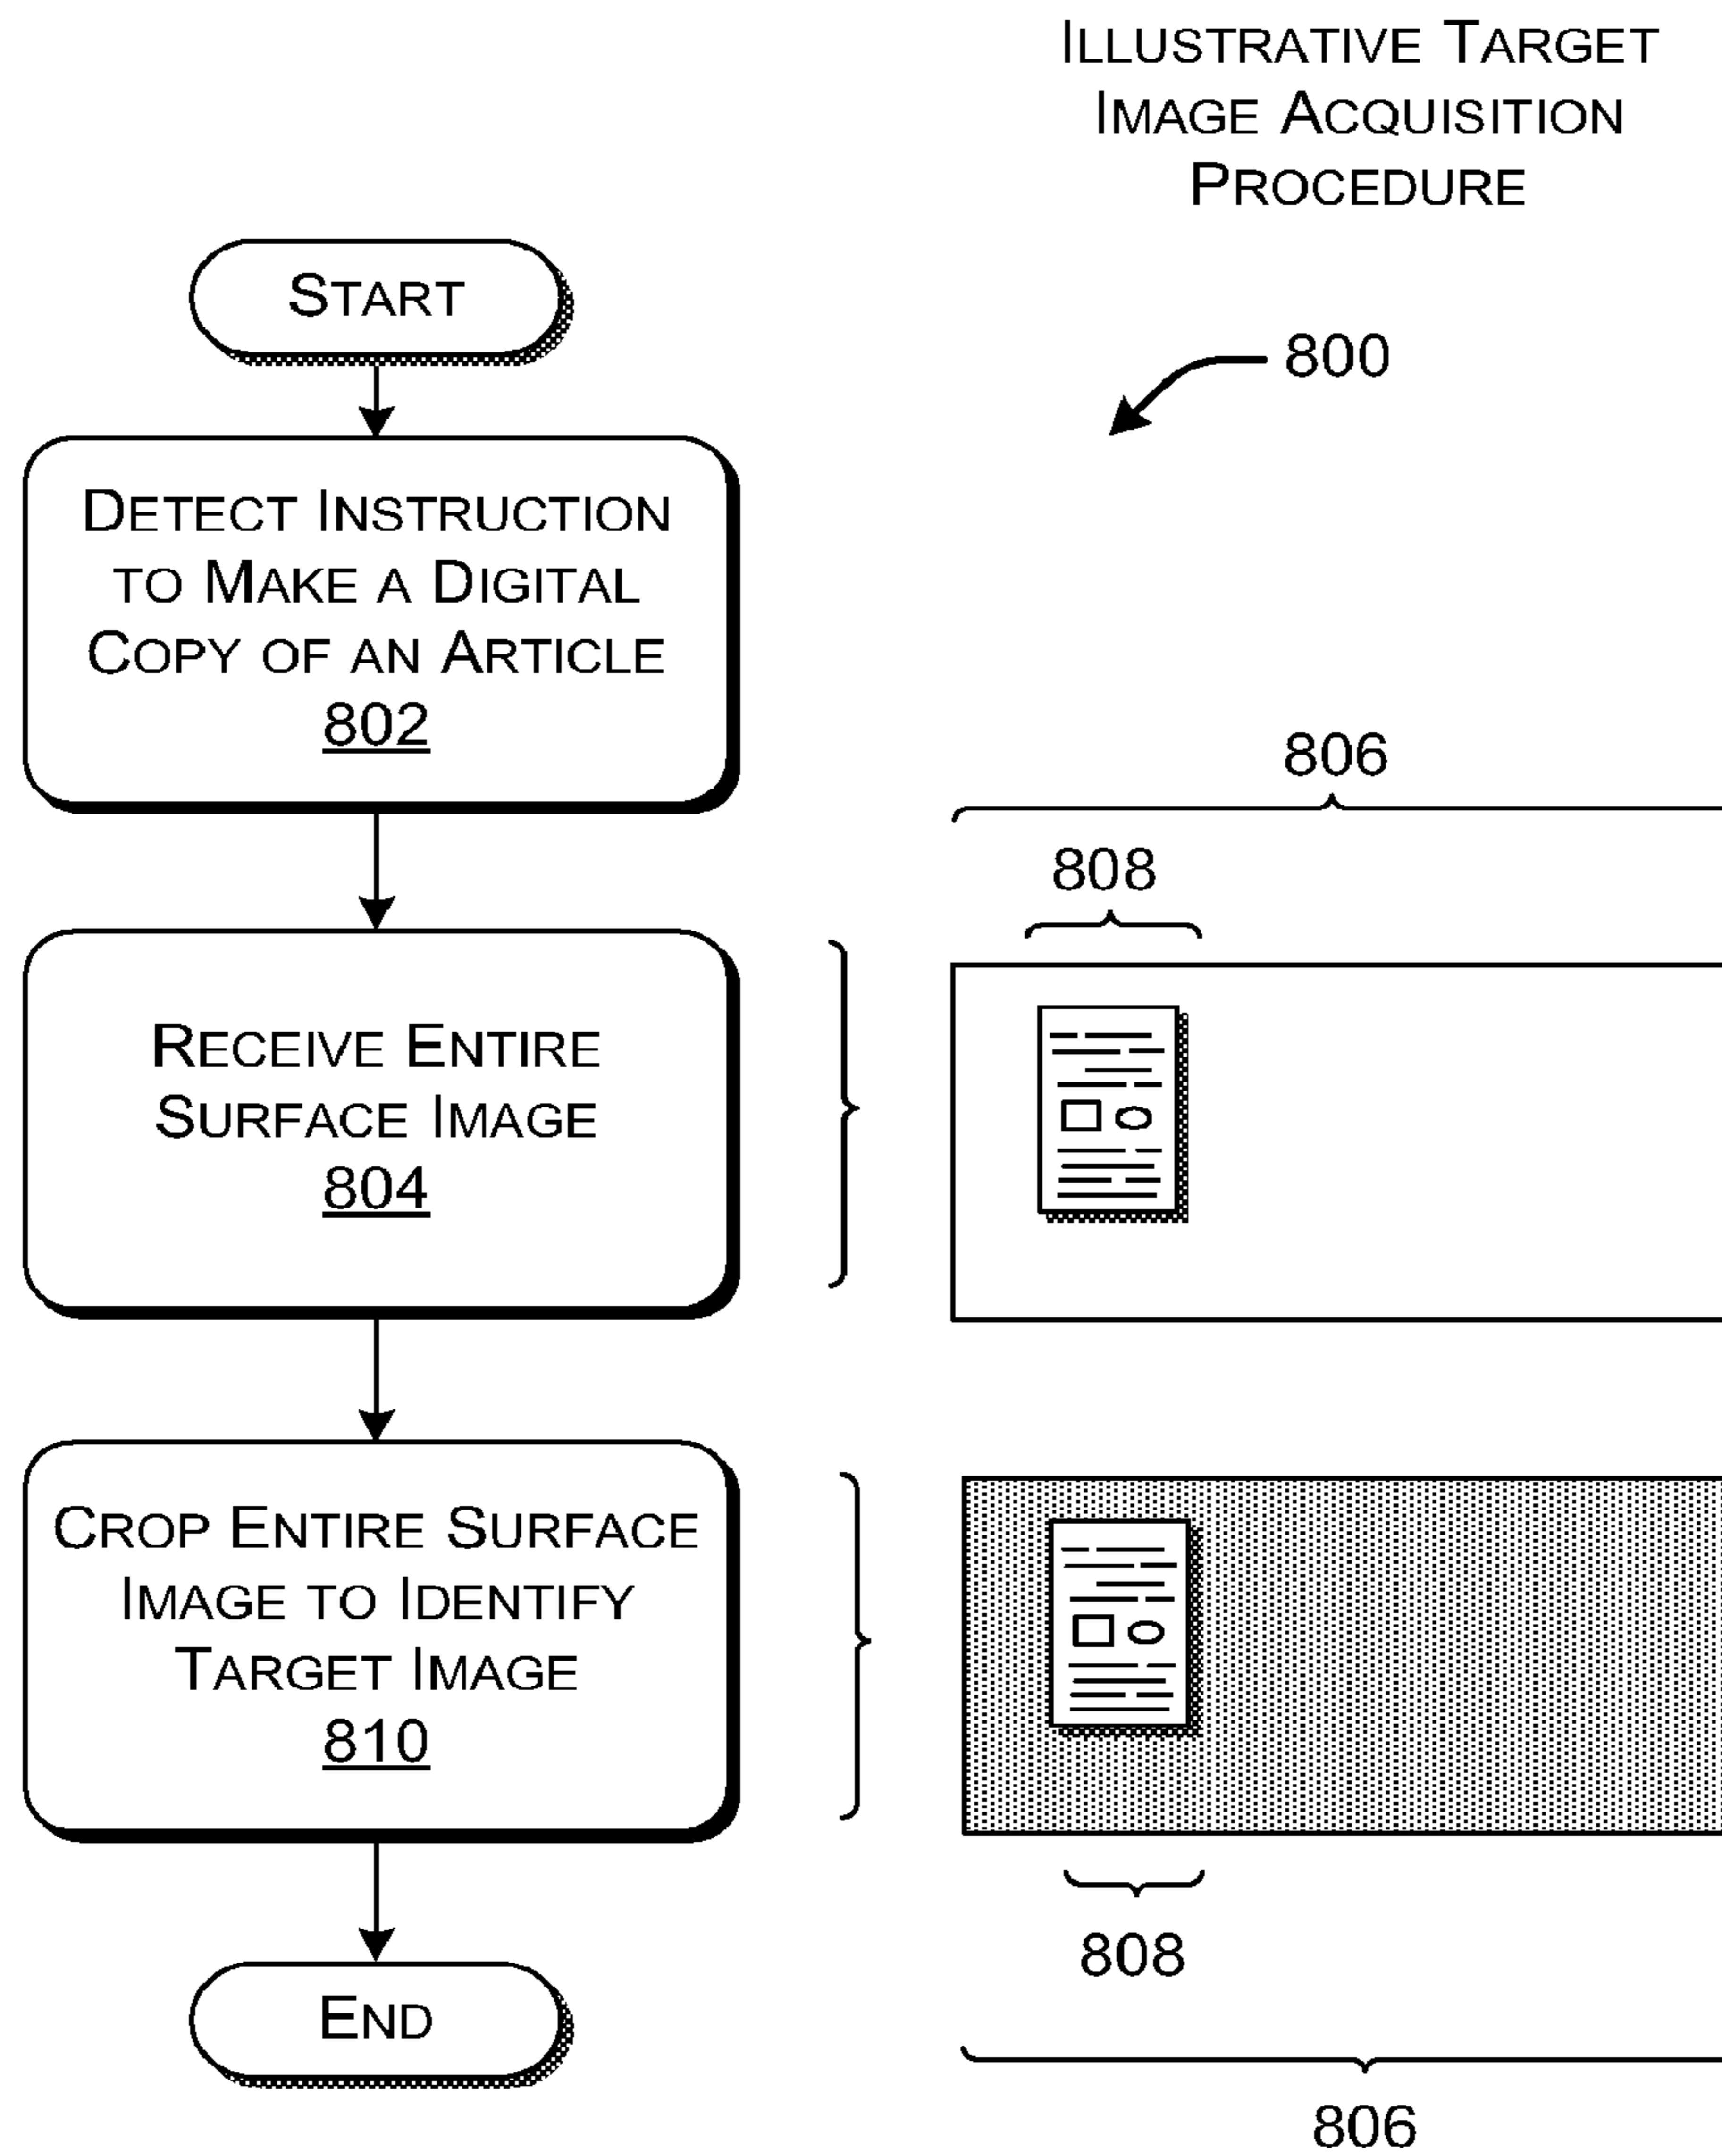 ILLUSTRATIVE TARGET
IMAGE ACQUISITION
PROCEDURE
START
800
DETECT INSTRUCTION
TO MAKE A DIGITAL
COPY OF AN ARTICLE
802
806
808
RECEIVE ENTIRE
SURFACE IMAGE
804
CROP ENTIRE SURFACE
IMAGE TO IDENTIFY
TARGET IMAGE
810
808
END
806